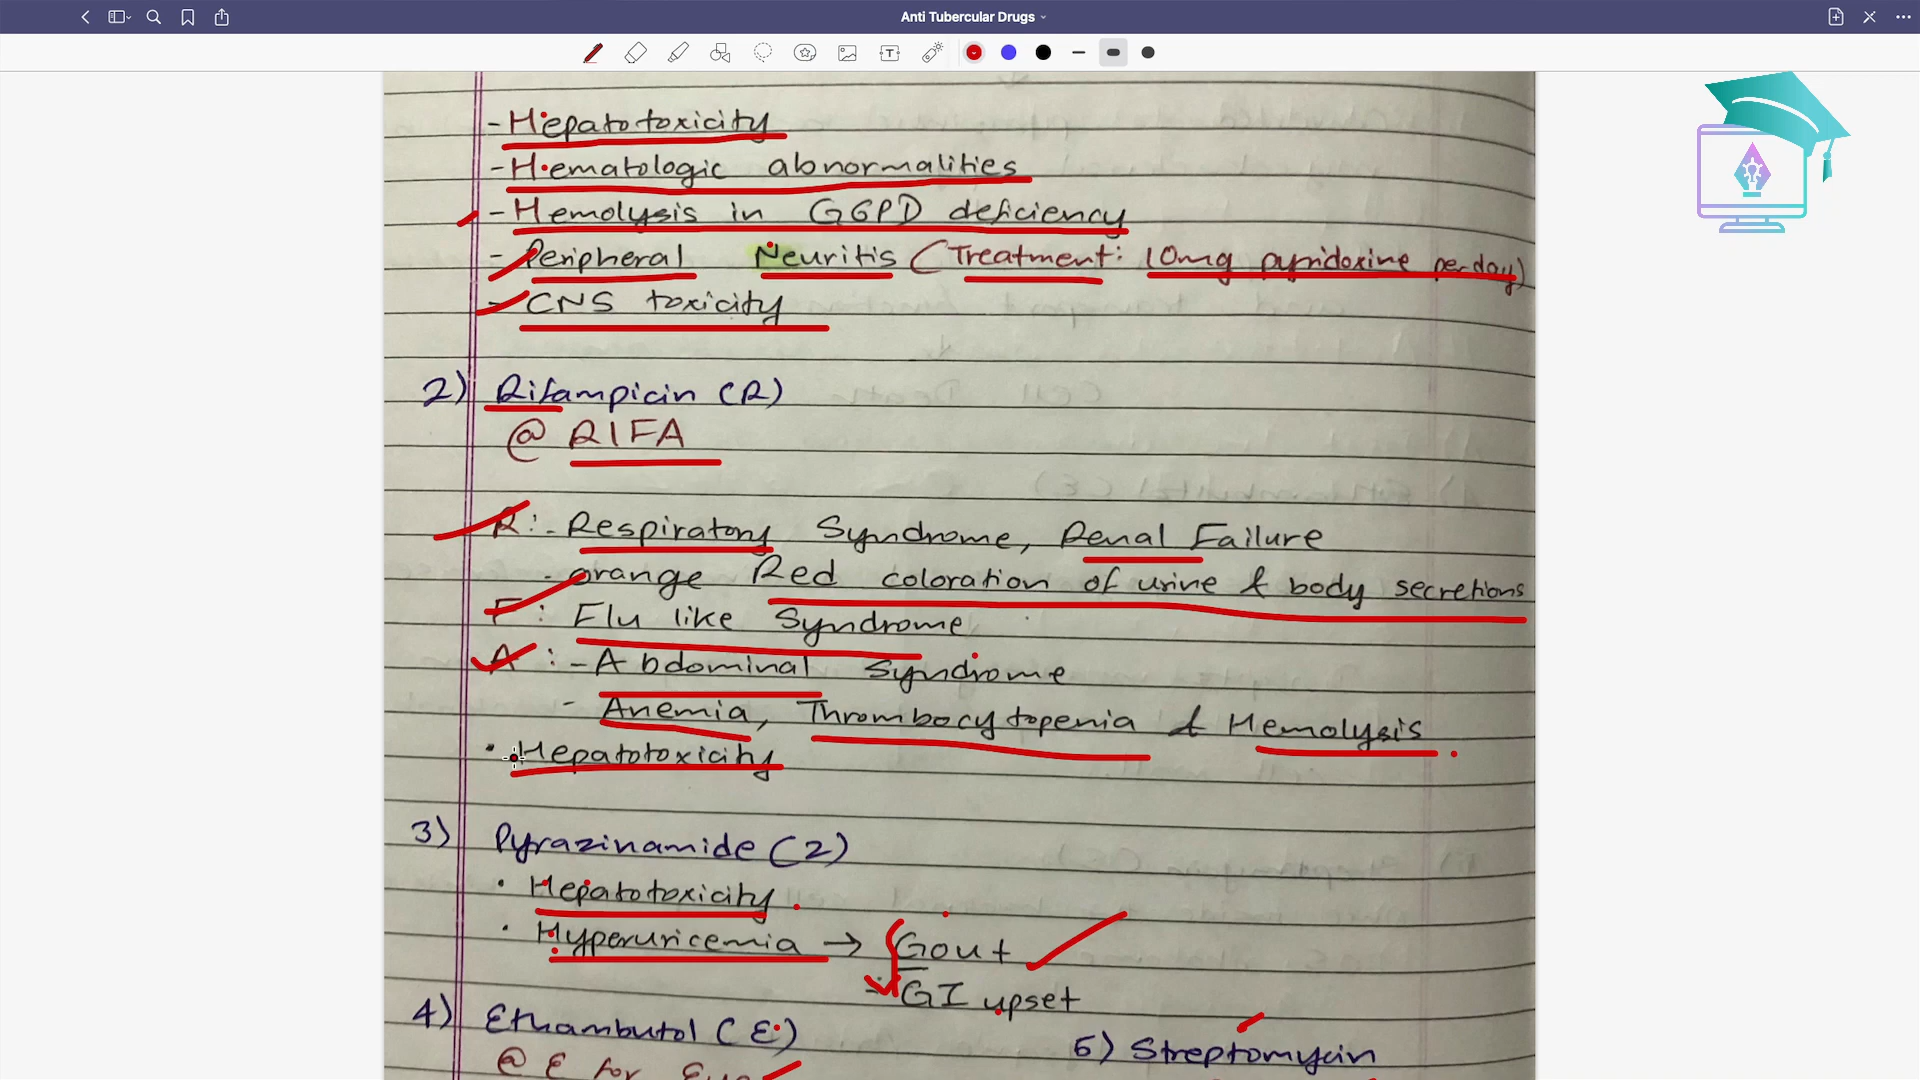 Anti Tubercular Drugs
- Hepatotoxicity
- Hematologic abnormalities
- Hemolysis in G6PD deficiency
- Peripheral Neuritis (Treatment: 10mg pyridoxine per day)
- CNS toxicity
2) Rifampicin (R)
@ RIFA
R: - Respiratory Syndrome, Renal Failure
- orange Red coloration of urine & body secretions
F: Flu like Syndrome
A: - Abdominal Syndrome
- Anemia, Thrombocytopenia & Hemolysis
• Hepatotoxicity
3) Pyrazinamide (Z)
• Hepatotoxicity
• Hyperuricemia → Gout
- GI upset
4) Ethambutol (E)
5) Streptomycin
@ E for Eye